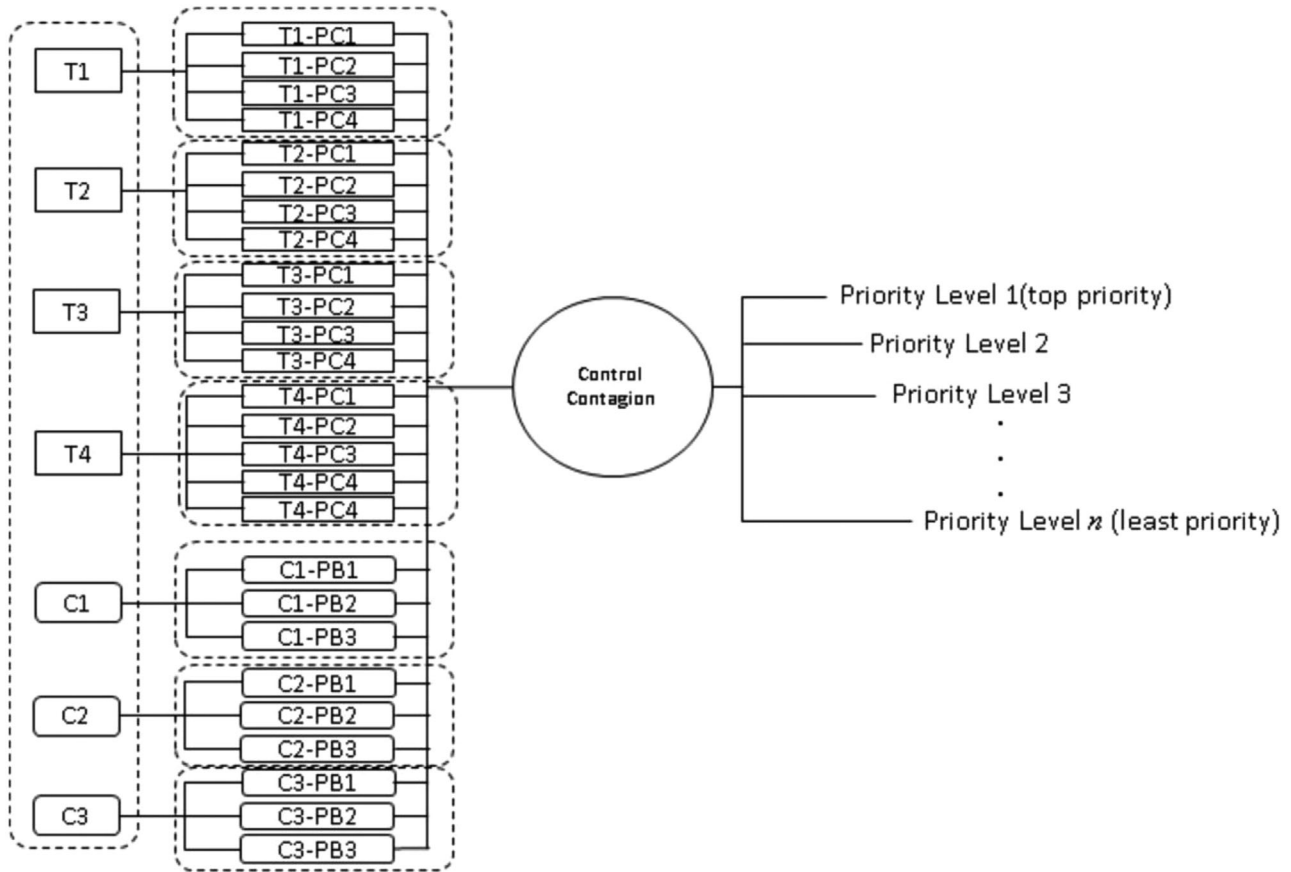 T1
T1-PC1
T1-PC2
T1-PC3
T1-PC4
T2
T2-PC1
T2-PC2
T2-PC3
T2-PC4
T3
T3-PC1
T3-PC2
T3-PC3
T3-PC4
T4
T4-PC1
T4-PC2
T4-PC3
T4-PC4
T4-PC4
C1
C1-PB1
C1-PB2
C1-PB3
C2
C2-PB1
C2-PB2
C2-PB3
C3
C3-PB1
C3-PB2
C3-PB3
Control
Contagion
Priority Level 1(top priority)
Priority Level 2
Priority Level 3
.
.
.
Priority Level n (least priority)